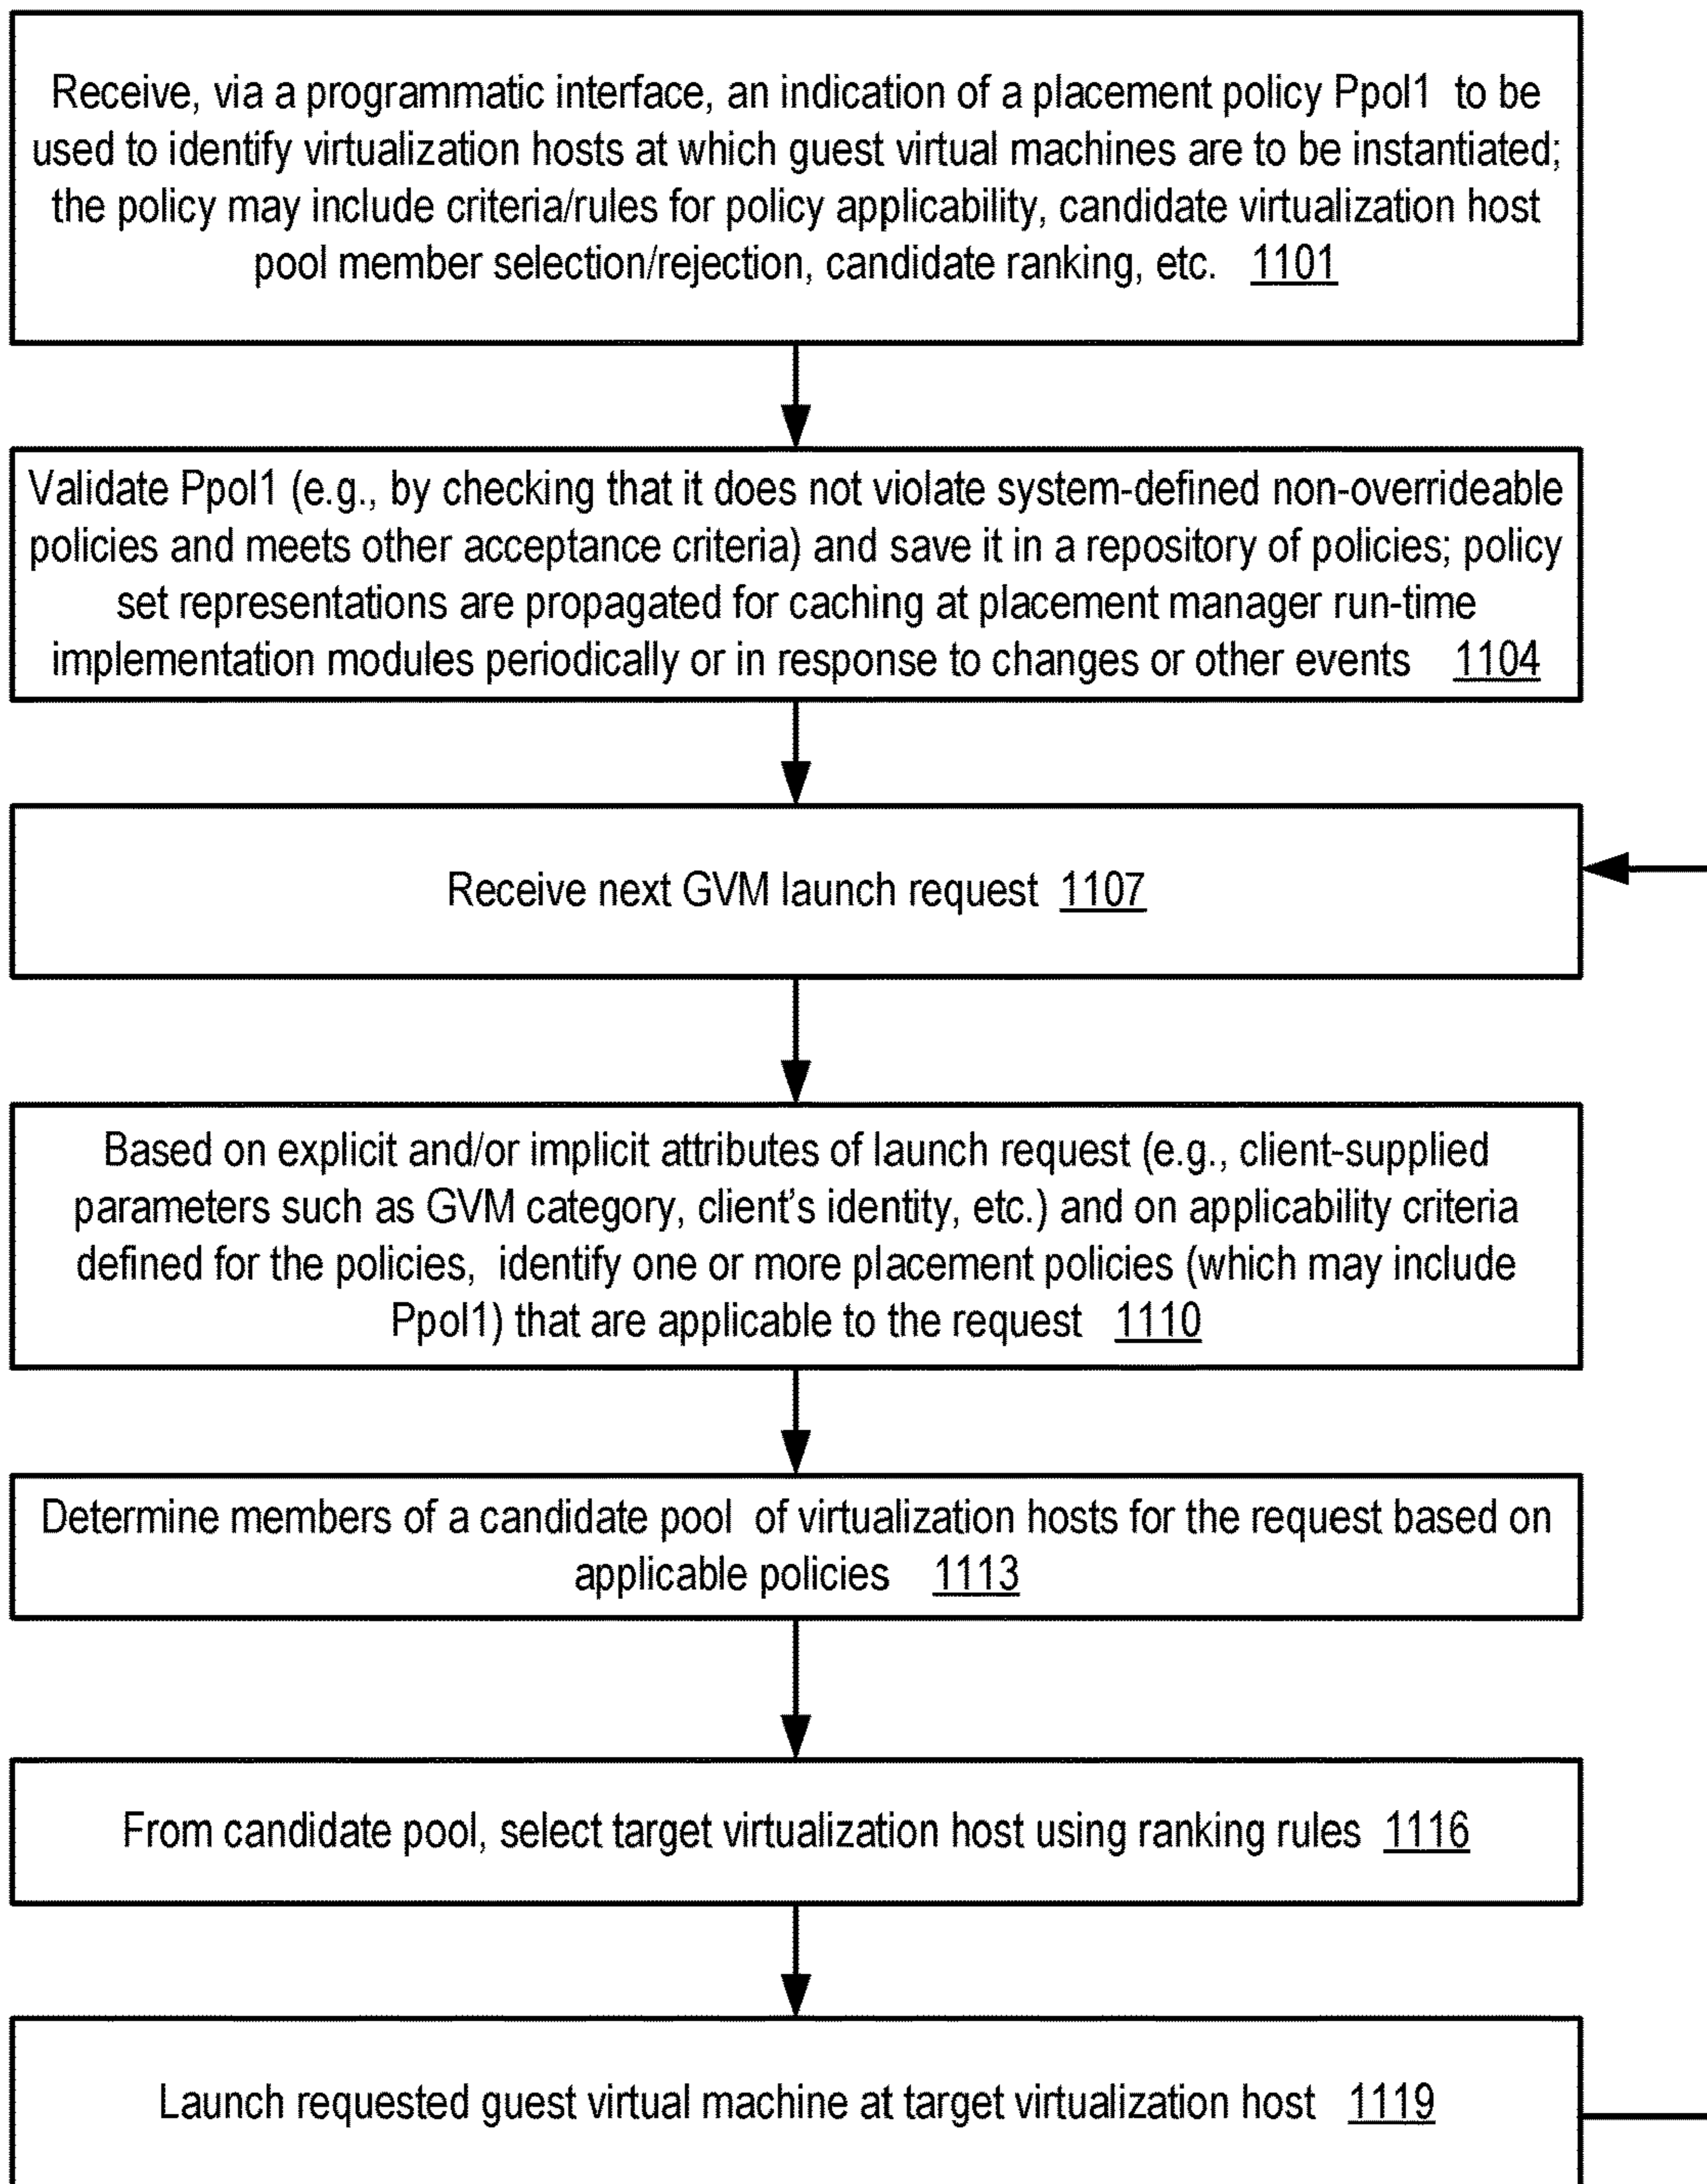 Receive, via a programmatic interface, an indication of a placement policy Ppol1 to be
used to identify virtualization hosts at which guest virtual machines are to be instantiated;
the policy may include criteria/rules for policy applicability, candidate virtualization host
pool member selection/rejection, candidate ranking, etc. 1101
Validate Ppol1 (e.g., by checking that it does not violate system-defined non-overrideable
policies and meets other acceptance criteria) and save it in a repository of policies; policy
set representations are propagated for caching at placement manager run-time
implementation modules periodically or in response to changes or other events 1104
Receive next GVM launch request 1107
Based on explicit and/or implicit attributes of launch request (e.g., client-supplied
parameters such as GVM category, client's identity, etc.) and on applicability criteria
defined for the policies, identify one or more placement policies (which may include
Ppol1) that are applicable to the request 1110
Determine members of a candidate pool of virtualization hosts for the request based on
applicable policies 1113
From candidate pool, select target virtualization host using ranking rules 1116
Launch requested guest virtual machine at target virtualization host 1119